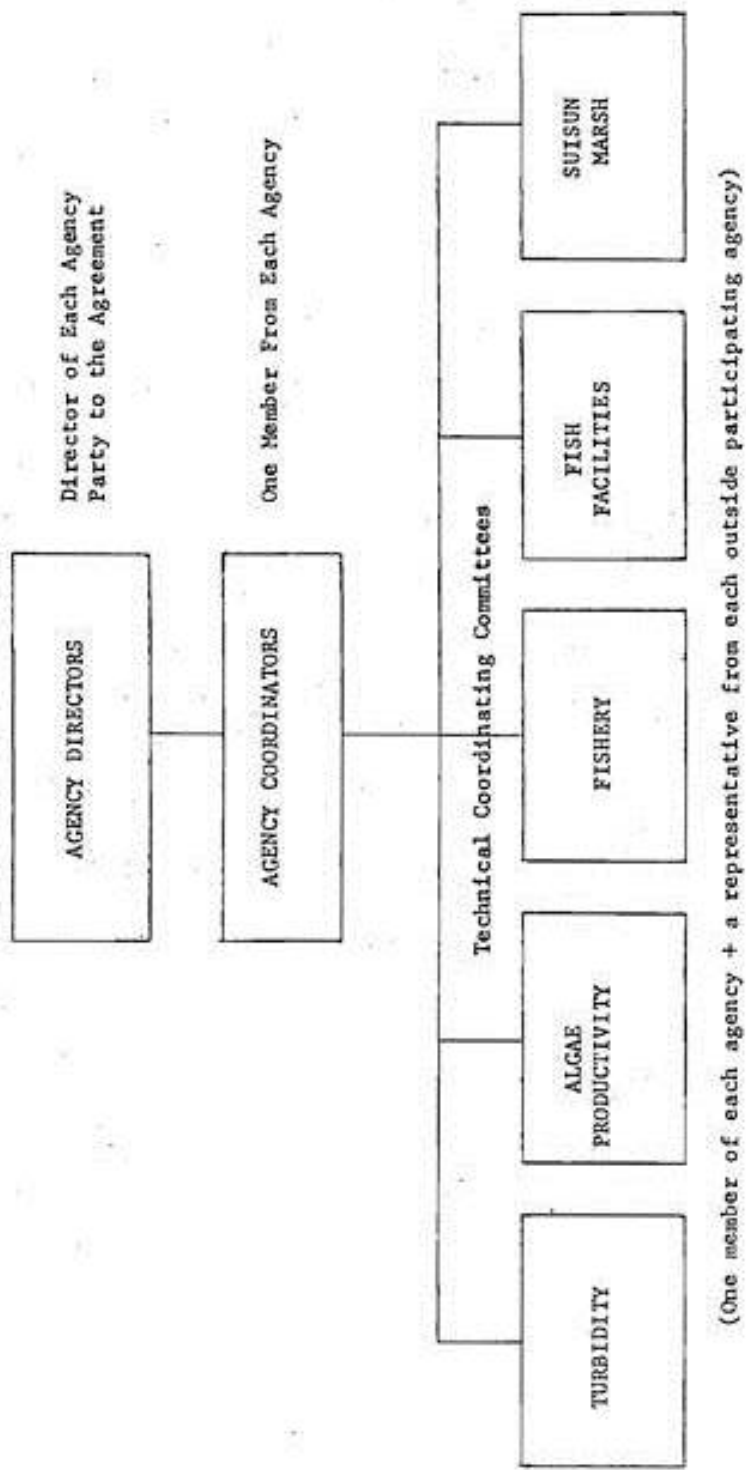 AGENCY DIRECTORS
Director of Each Agency
Party to the Agreement
AGENCY COORDINATORS
One Member From Each Agency
Technical Coordinating Committees
TURBIDITY
ALGAE
PRODUCTIVITY
FISHERY
FISH
FACILITIES
SUISUN
MARSH
(One member of each agency + a representative from each outside participating agency)